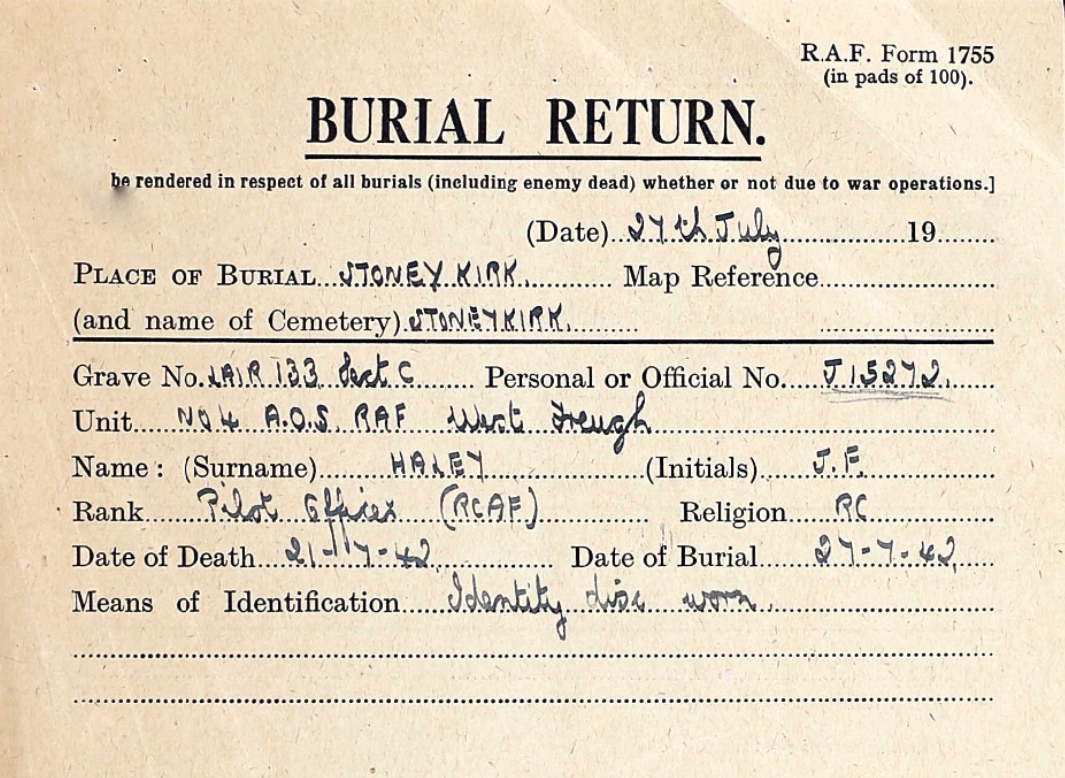 R.A.F. Form 1755
(in pads of 100).
BURIAL RETURN.
be rendered in respect of all burials (including enemy dead) whether or not due to war operations.]
(Date) 27th July 19
PLACE OF BURIAL STONEYKIRK. Map Reference
(and name of Cemetery) STONEYKIRK.
Grave No. LAIR 133 Sect C Personal or Official No. J15272.
Unit No 4 A.O.S. RAF West Freugh
Name: (Surname) HALEY (Initials) J.F.
Rank Pilot Officer (RCAF) Religion RC
Date of Death 21-7-42 Date of Burial 27-7-42.
Means of Identification Identity disc worn.